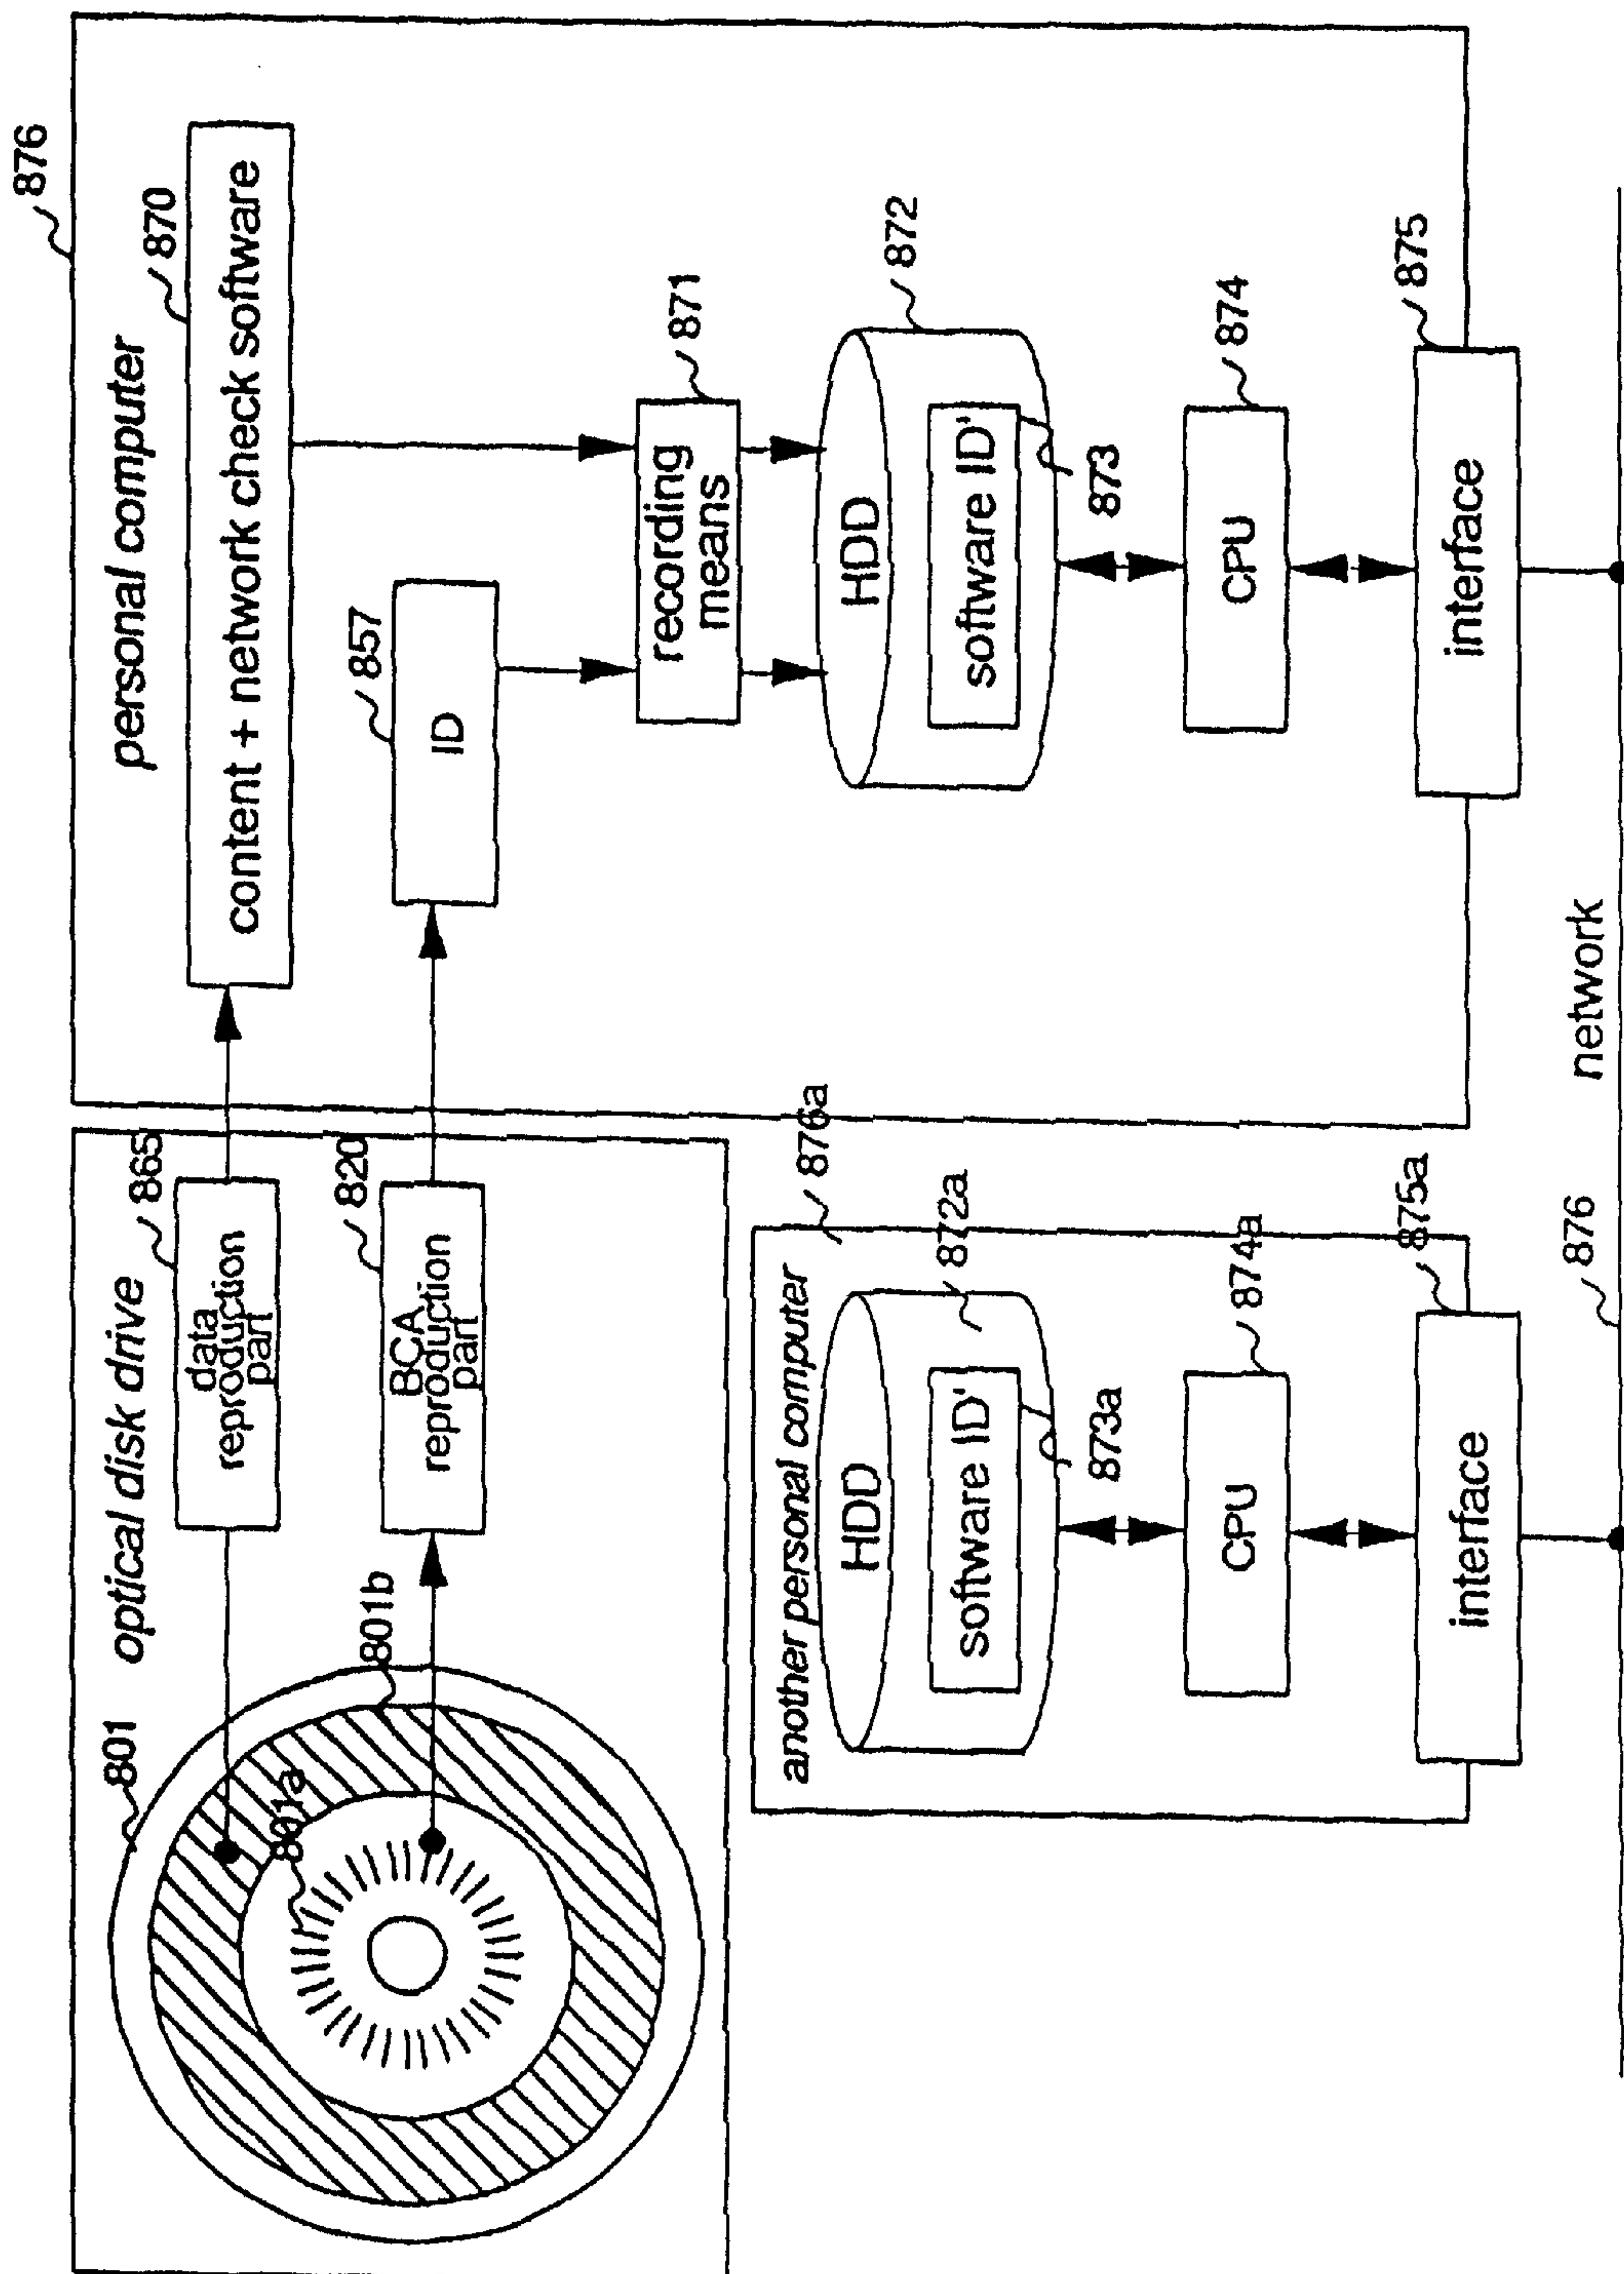 optical disk drive
801
801a
801b
data
reproduction
part
865
BCA
reproduction
part
820
personal computer
876
870
content + network check software
857
ID
871
recording
means
872
HDD
software ID'
873
874
CPU
875
interface
another personal computer
876a
872a
HDD
software ID'
873a
874a
CPU
875a
interface
876
network